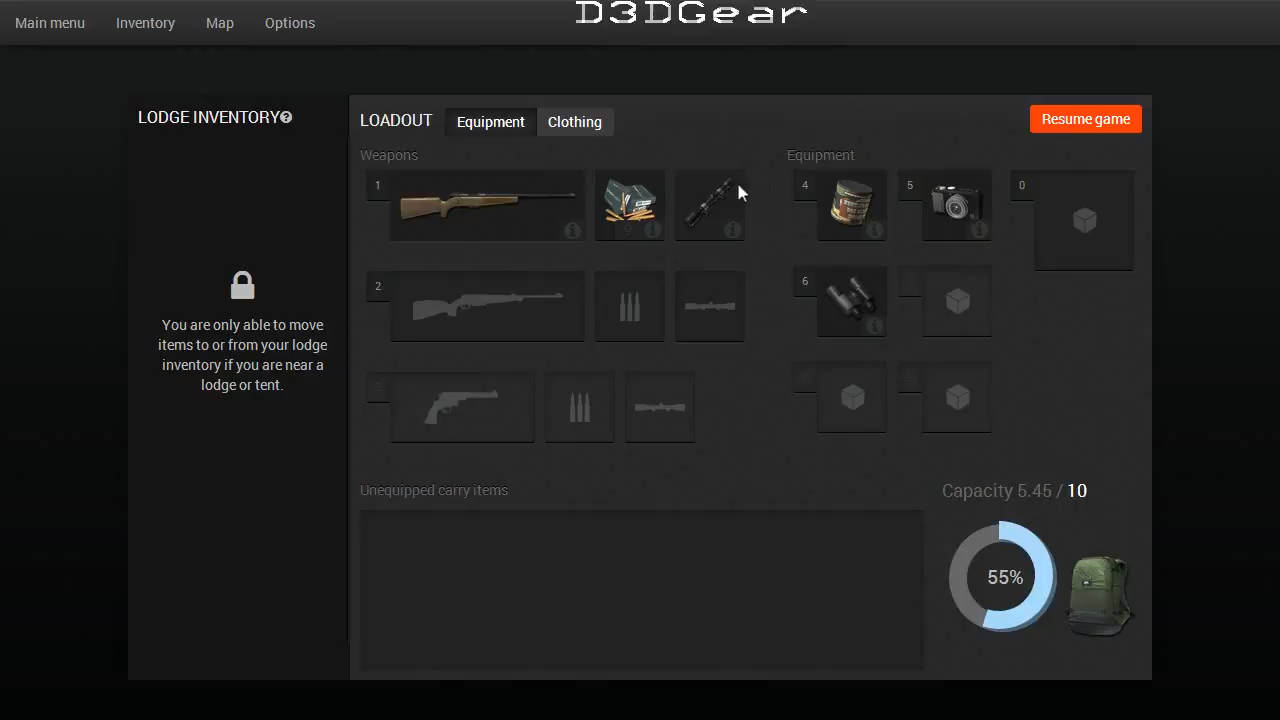 D3DGear
Main menu Inventory Map Options
LODGE INVENTORY
LOADOUT Equipment Clothing Resume game
Weapons Equipment
1 4 5 0
2 6
You are only able to move
items to or from your lodge
inventory if you are near a
lodge or tent.
Unequipped carry items
Capacity 5.45 / 10
55%